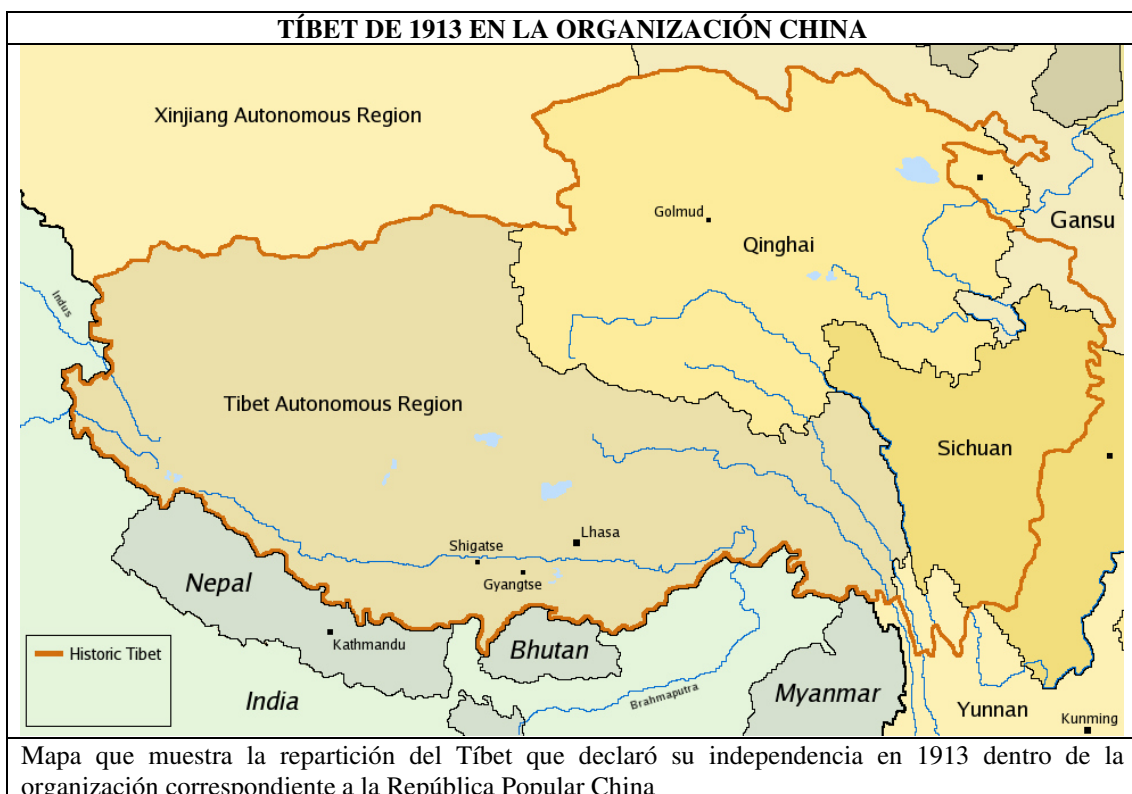 TÍBET DE 1913 EN LA ORGANIZACIÓN CHINA
Xinjiang Autonomous Region
Golmud
Gansu
Qinghai
Indus
Tibet Autonomous Region
Sichuan
Lhasa
Shigatse
Gyangtse
Nepal
Kathmandu
Bhutan
Historic Tibet
India
Brahmaputra
Myanmar
Yunnan
Kunming
Mapa que muestra la repartición del Tíbet que declaró su independencia en 1913 dentro de la
organización correspondiente a la República Popular China